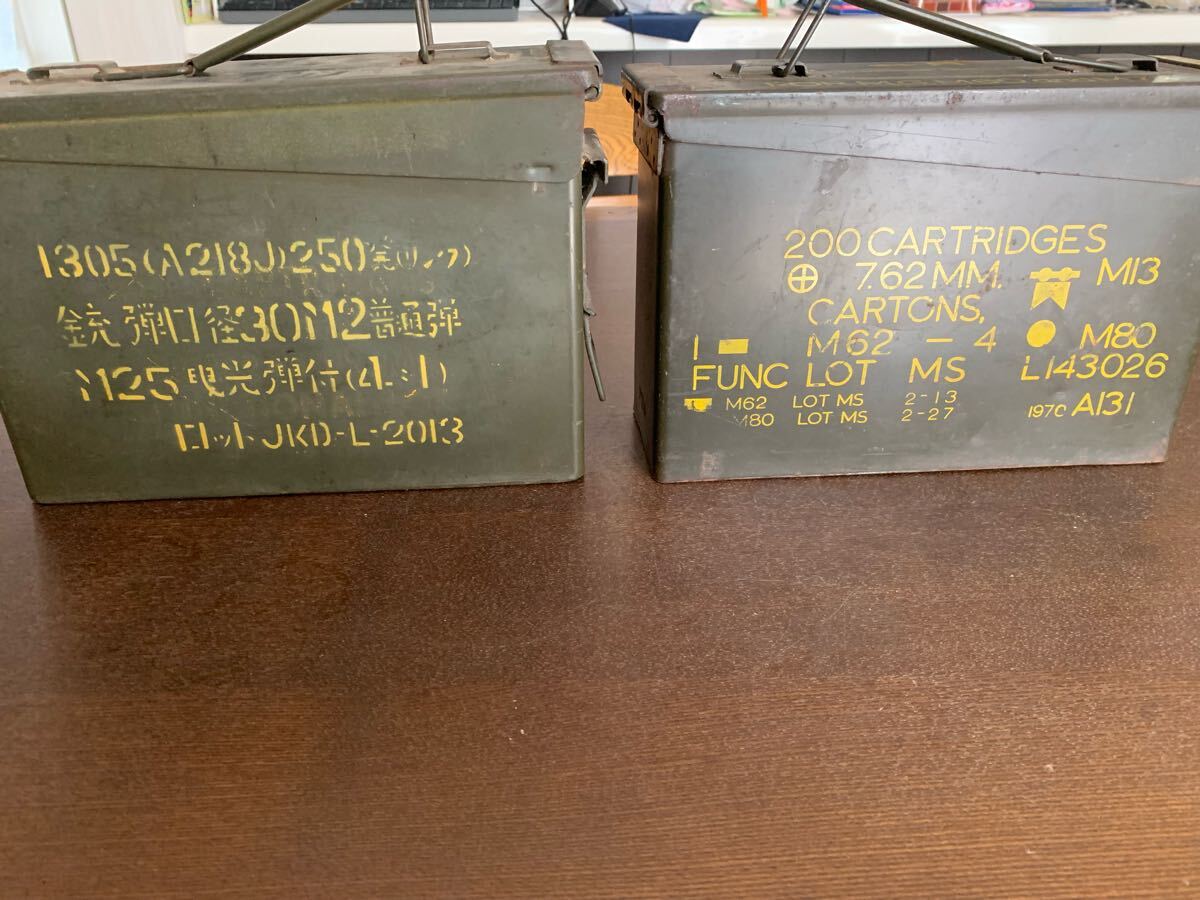 1305(A218J)250発(リンク)
銃弾口径30M2普通弾
M25曳光弾付(4-1)
ロットJKD-L-2013
200 CARTRIDGES
7.62 MM. M13
CARTONS,
M62 - 4 M80
FUNC LOT MS L143026
M62 LOT MS 2-13
M80 LOT MS 2-27 1970 A131